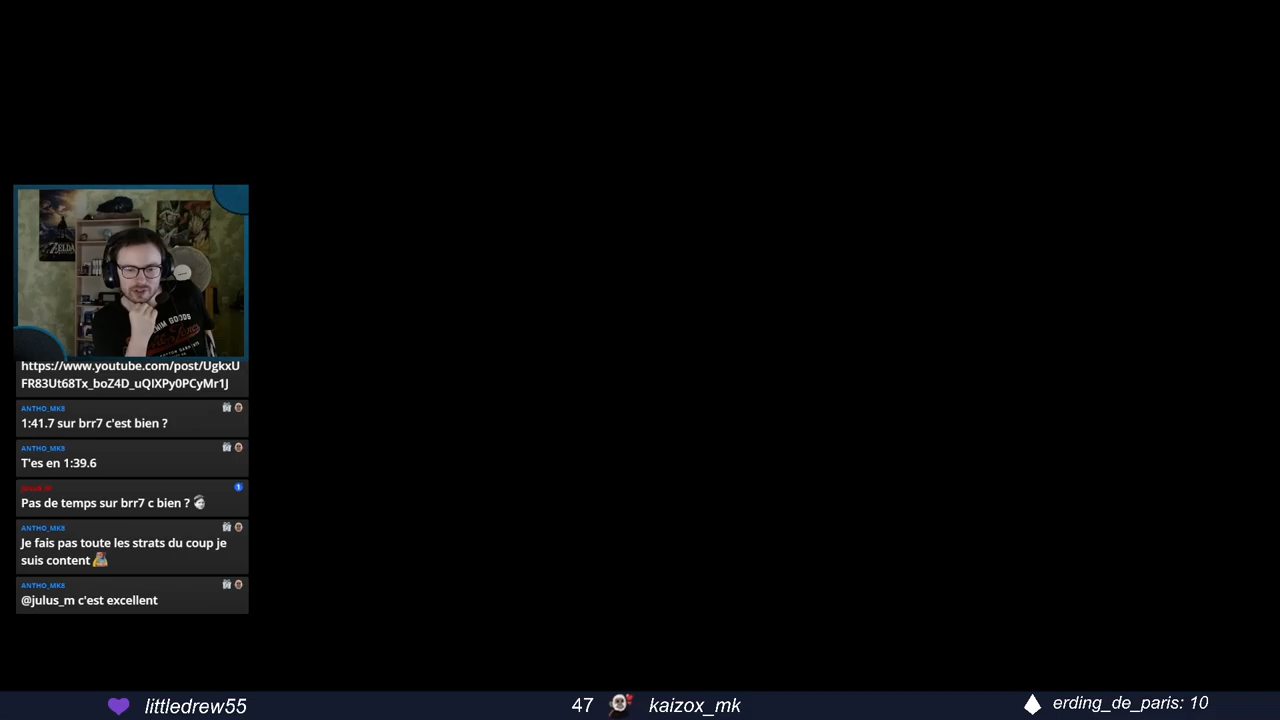 ZELDA
https://www.youtube.com/post/UgkxU
FR83Ut68Tx_boZ4D_uQIXPy0PCyMr1J
ANTHO_MK8
1:41.7 sur brr7 c'est bien ?
ANTHO_MK8
T'es en 1:39.6
1
Pas de temps sur brr7 c bien ?
ANTHO_MK8
Je fais pas toute les strats du coup je
suis content
ANTHO_MK8
@julus_m c'est excellent
littledrew55
47 kaizox_mk
erding_de_paris: 10